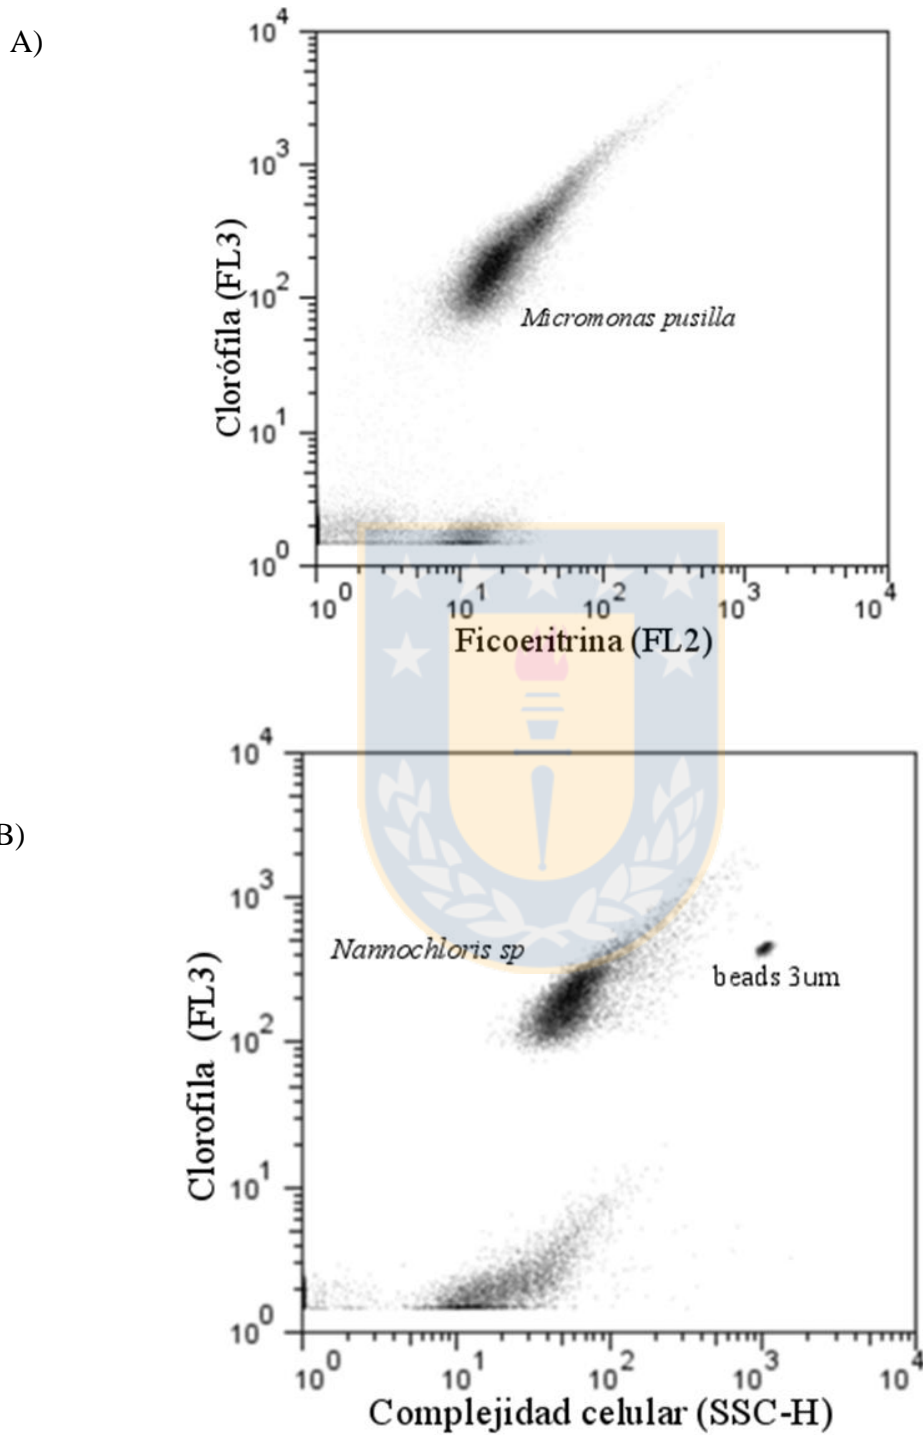 A)
10^4
10^3
10^2
10^1
10^0
Clorófila (FL3)
Micromonas pusilla
10^0 10^1 10^2 10^3 10^4
Ficoeritrina (FL2)
B)
10^4
10^3
10^2
10^1
10^0
Clorofila (FL3)
Nannochloris sp
beads 3um
10^0 10^1 10^2 10^3 10^4
Complejidad celular (SSC-H)